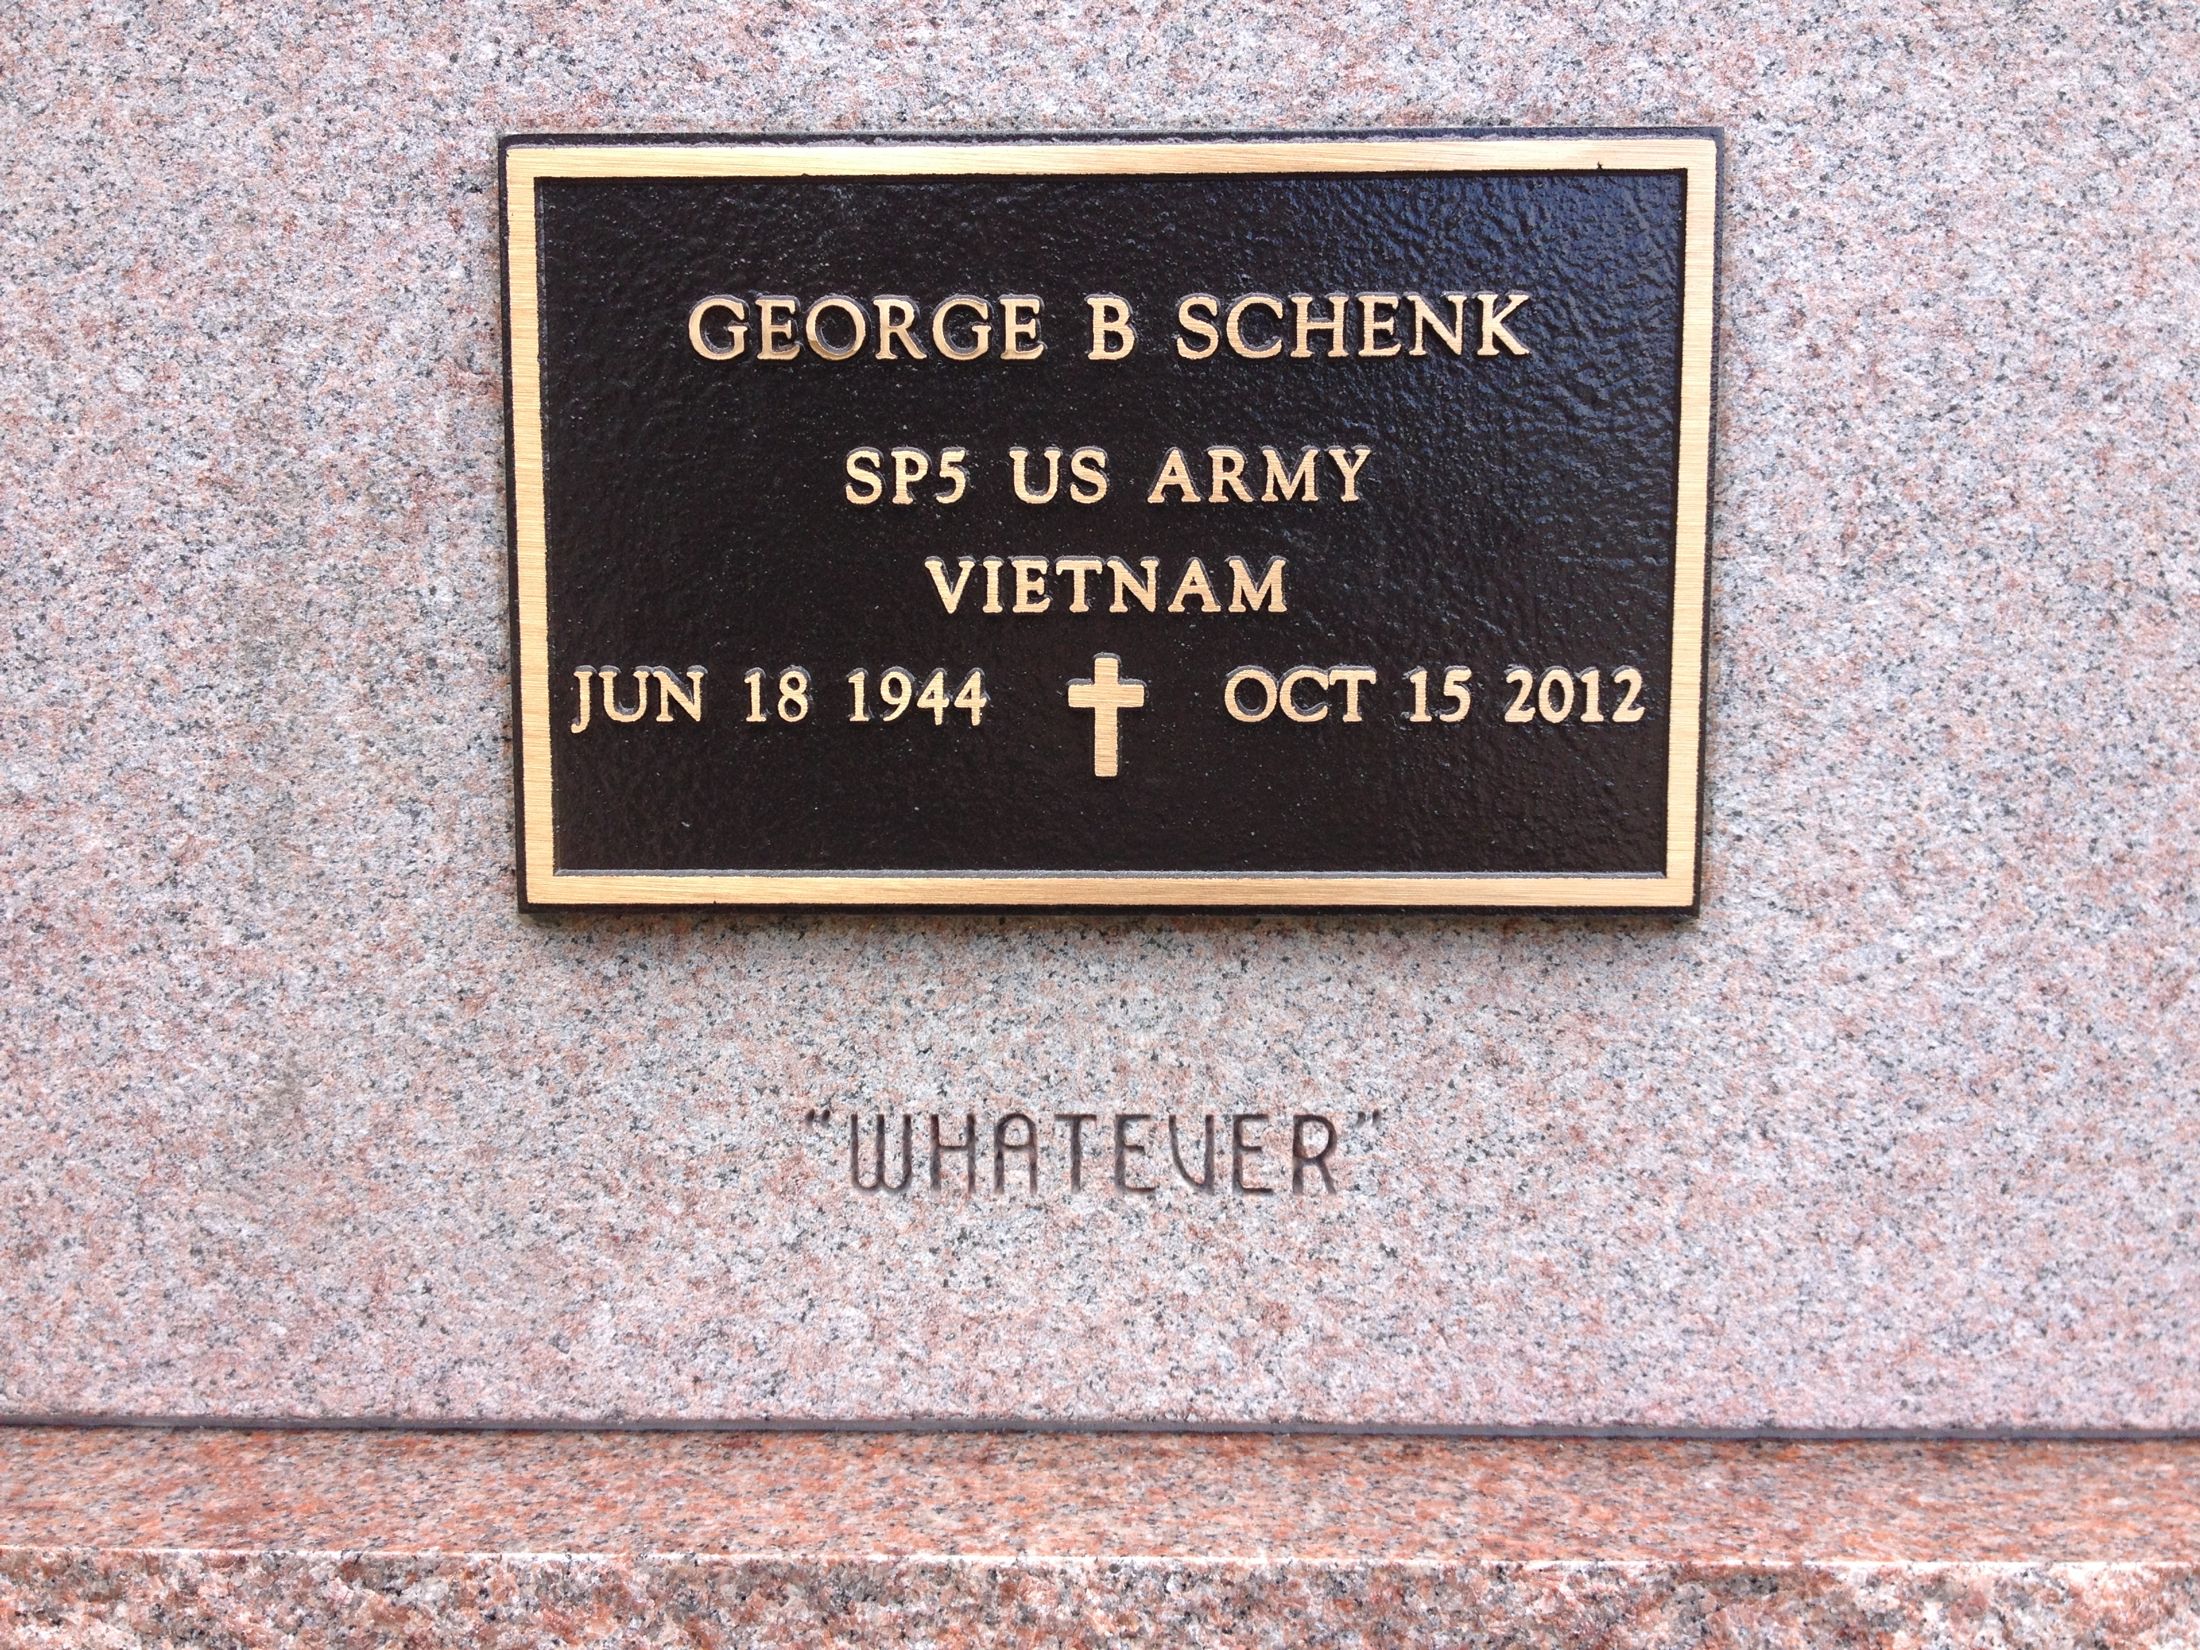 GEORGE B SCHENK
SP5 US ARMY
VIETNAM
JUN 18 1944 ✝ OCT 15 2012
“WHATEVER”